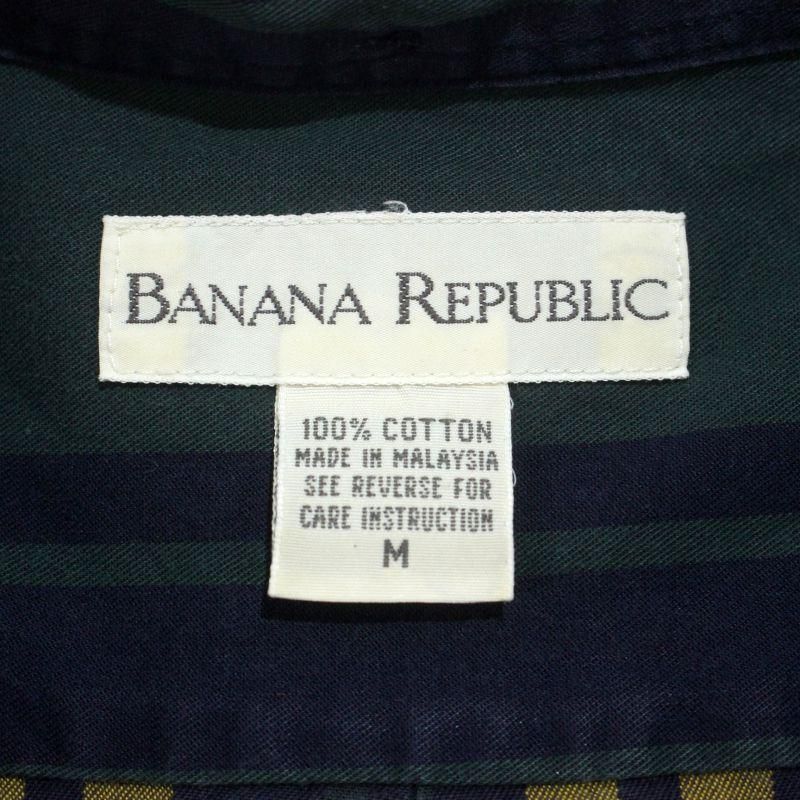 BANANA REPUBLIC
100% COTTON
MADE IN MALAYSIA
SEE REVERSE FOR
CARE INSTRUCTION
M